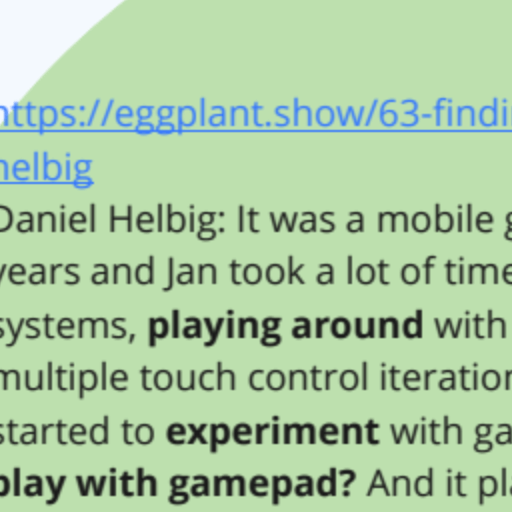 https://eggplant.show/63-findi
helbig
Daniel Helbig: It was a mobile g
years and Jan took a lot of time
systems, playing around with
multiple touch control iteration
started to experiment with ga
play with gamepad? And it pla